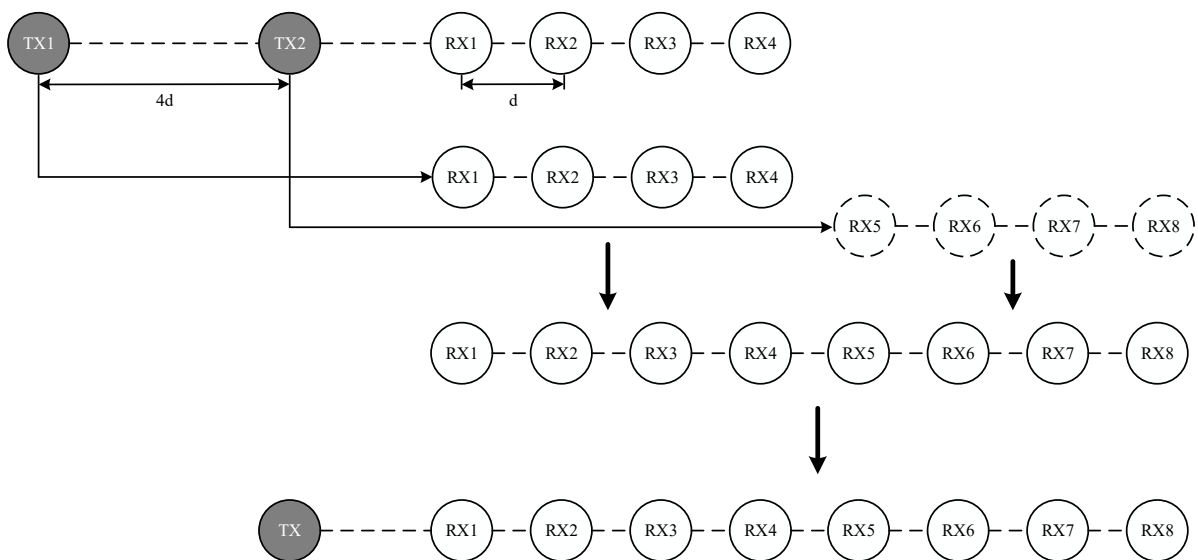 TX1 TX2 RX1 RX2 RX3 RX4
4d d
RX1 RX2 RX3 RX4
RX5 RX6 RX7 RX8
RX1 RX2 RX3 RX4 RX5 RX6 RX7 RX8
TX RX1 RX2 RX3 RX4 RX5 RX6 RX7 RX8